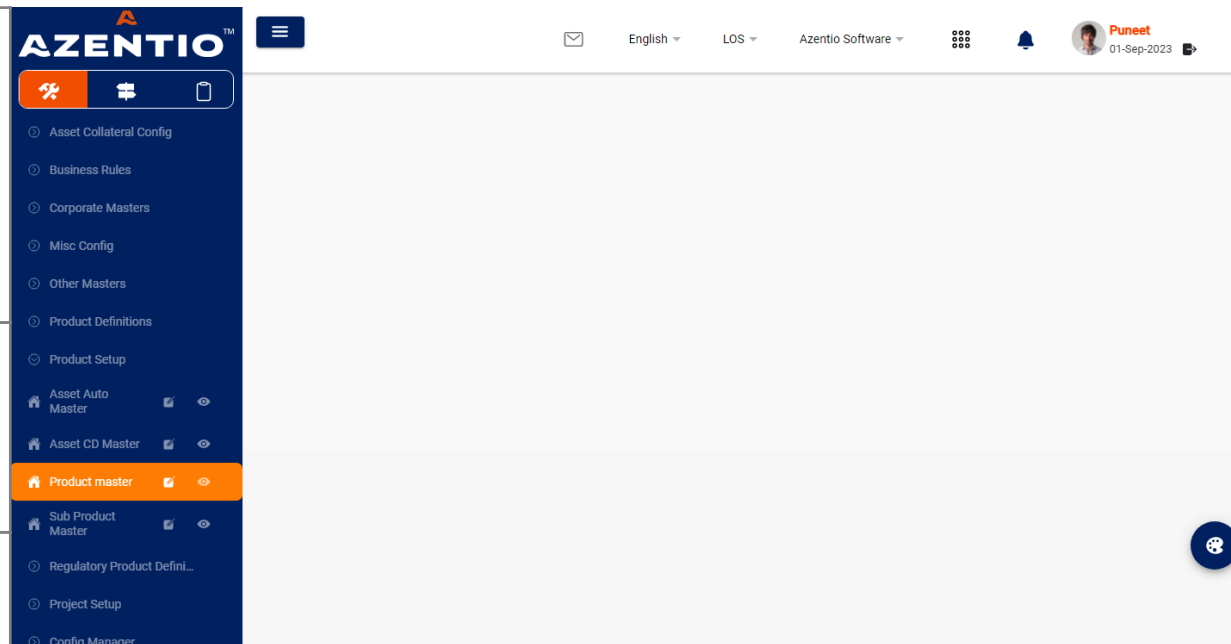 AZENTIO™
English
LOS
Azentio Software
Puneet
01-Sep-2023
Asset Collateral Config
Business Rules
Corporate Masters
Misc Config
Other Masters
Product Definitions
Product Setup
Asset Auto
Master
Asset CD Master
Product master
Sub Product
Master
Regulatory Product Defini...
Project Setup
Config Manager